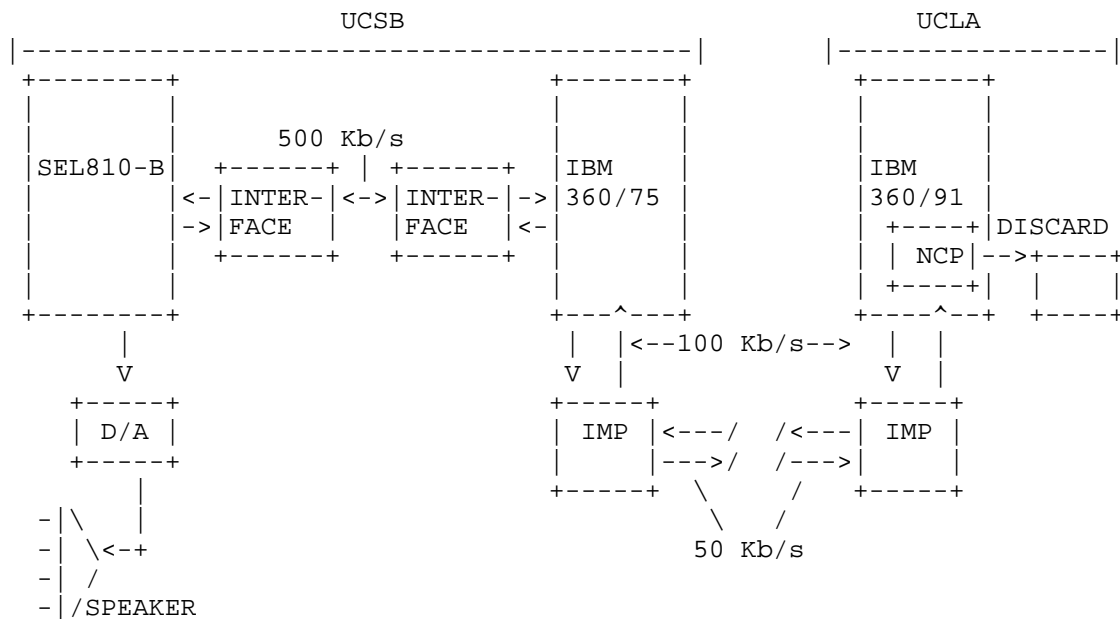 UCSB UCLA
500 Kb/s
SEL810-B IBM IBM
INTER- INTER- 360/75 360/91
FACE FACE DISCARD
NCP
100 Kb/s
D/A IMP IMP
50 Kb/s
SPEAKER